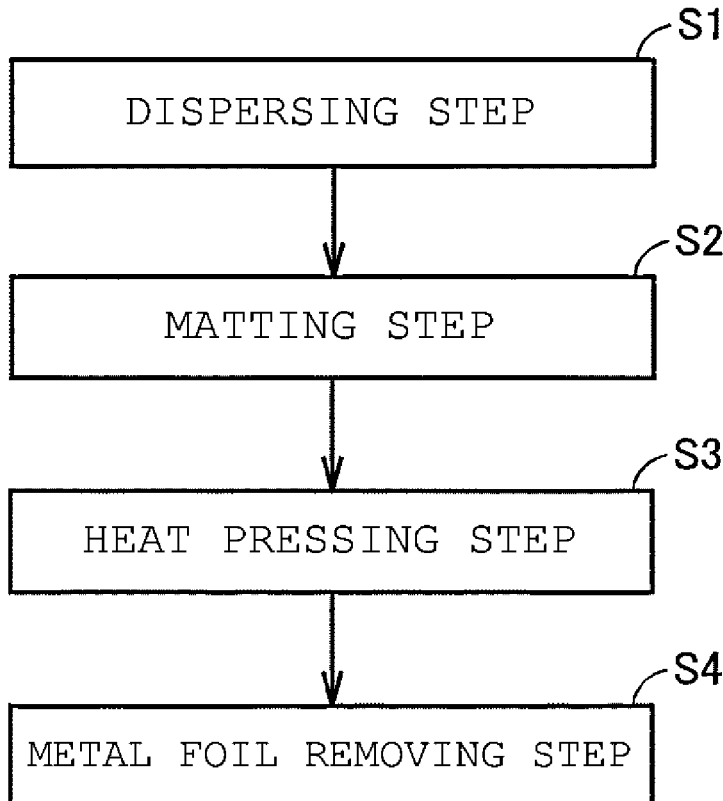 S1
DISPERSING STEP
S2
MATTING STEP
S3
HEAT PRESSING STEP
S4
METAL FOIL REMOVING STEP